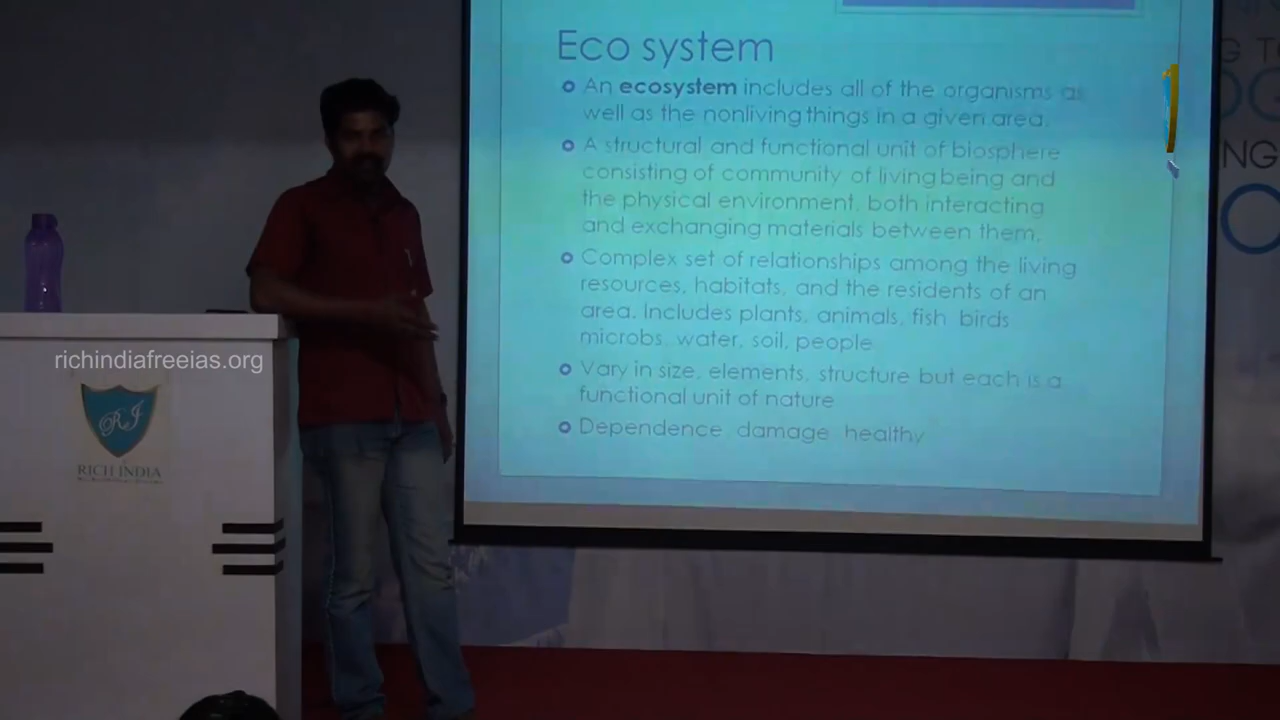 Eco system
An ecosystem includes all of the organisms as
well as the nonliving things in a given area.
A structural and functional unit of biosphere
consisting of community of living being and
the physical environment, both interacting
and exchanging materials between them.
Complex set of relationships among the living
resources, habitats, and the residents of an
area. Includes plants, animals, fish birds
microbs, water, soil, people
Vary in size, elements, structure but each is a
functional unit of nature
Dependence damage healthy
richindiafreeias.org
RJ
RICH INDIA
G T
OG
NG